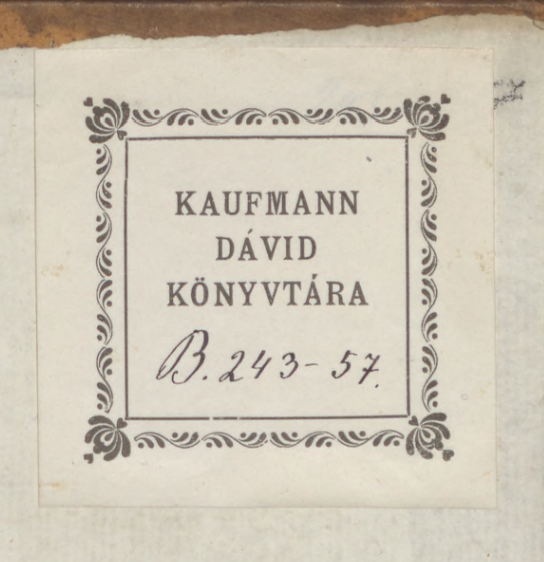 KAUFMANN
DÁVID
KÖNYVTÁRA
B. 243-57.